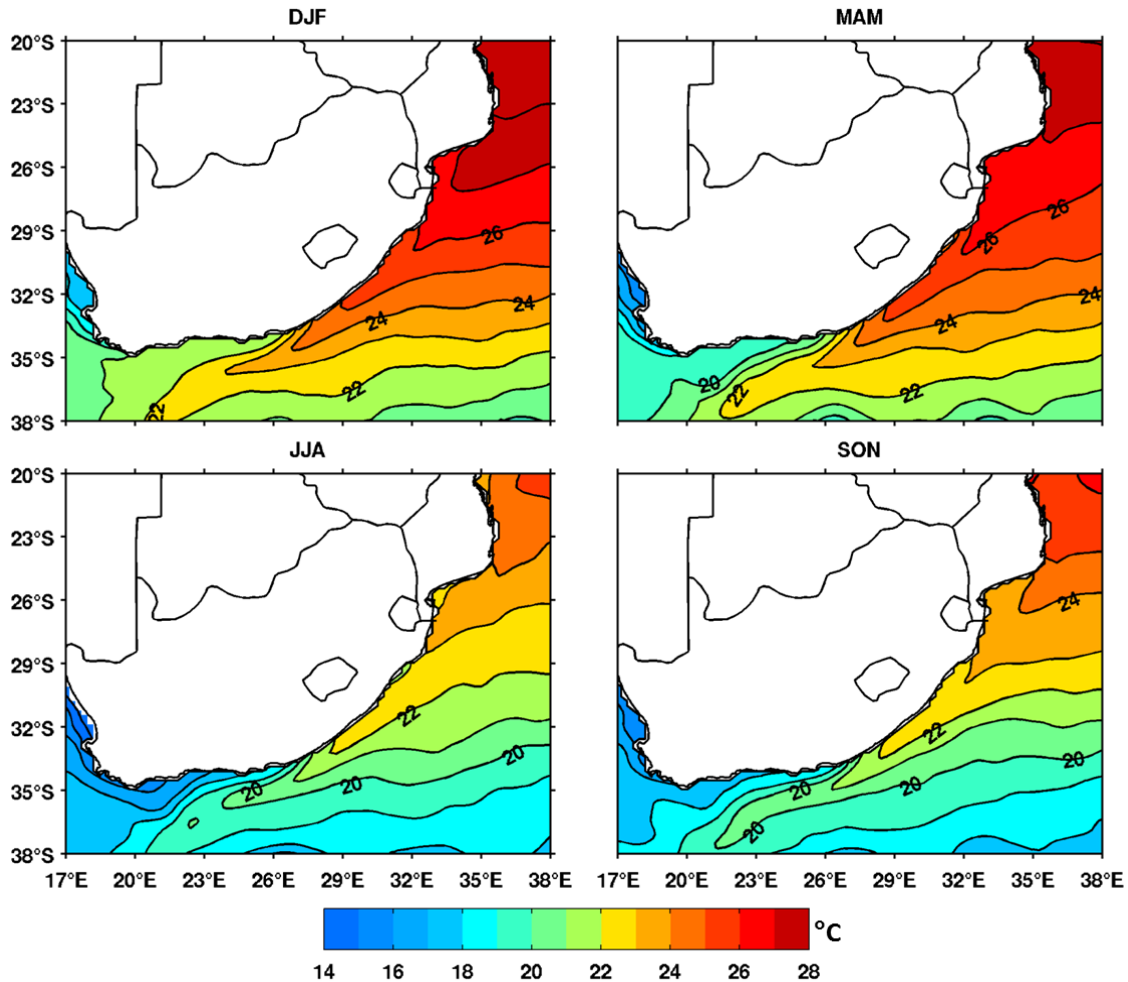 DJF MAM
20°S 20°S
23°S 23°S
26°S 26°S
29°S 26 29°S 26 26
32°S 24 24 32°S 24 24
35°S 22 35°S 20 22 22
38°S 22 38°S
JJA SON
20°S 20°S
23°S 23°S
26°S 26°S 24
29°S 29°S
32°S 22 20 32°S 22 20
35°S 20 20 35°S 20 20
38°S 38°S 20
17°E 20°E 23°E 26°E 29°E 32°E 35°E 38°E 17°E 20°E 23°E 26°E 29°E 32°E 35°E 38°E
°C
14 16 18 20 22 24 26 28